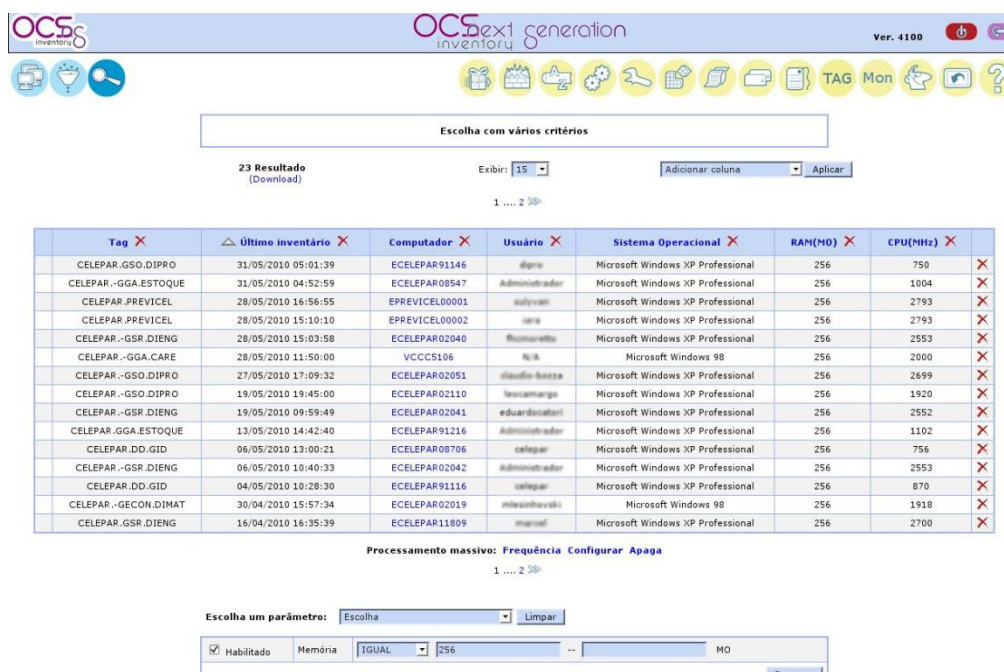 OCS
inventory
OCS next generation
inventory
Ver. 4100
TAG Mon
Escolha com vários critérios
23 Resultado
(Download)
Exibir: 15
Adicionar coluna
Aplicar
1 .... 2
Tag Último inventário Computador Usuário Sistema Operacional RAM(MO) CPU(MHz)
CELEPAR.GSO.DIPRO 31/05/2010 05:01:39 ECELEPAR91146 dipro Microsoft Windows XP Professional 256 750
CELEPAR.-GGA.ESTOQUE 31/05/2010 04:52:59 ECELEPAR08547 Administrador Microsoft Windows XP Professional 256 1004
CELEPAR.PREVICEL 28/05/2010 16:56:55 EPREVICEL00001 Microsoft Windows XP Professional 256 2793
CELEPAR.PREVICEL 28/05/2010 15:10:10 EPREVICEL00002 Microsoft Windows XP Professional 256 2793
CELEPAR.-GSR.DIENG 28/05/2010 15:03:58 ECELEPAR02040 Microsoft Windows XP Professional 256 2553
CELEPAR.-GGA.CARE 28/05/2010 11:50:00 VCCC5106 N/A Microsoft Windows 98 256 2000
CELEPAR.-GSO.DIPRO 27/05/2010 17:09:32 ECELEPAR02051 Microsoft Windows XP Professional 256 2699
CELEPAR.-GSO.DIPRO 19/05/2010 19:45:00 ECELEPAR02110 Microsoft Windows XP Professional 256 1920
CELEPAR.-GSR.DIENG 19/05/2010 09:59:49 ECELEPAR02041 Microsoft Windows XP Professional 256 2552
CELEPAR.GGA.ESTOQUE 13/05/2010 14:42:40 ECELEPAR91216 Administrador Microsoft Windows XP Professional 256 1102
CELEPAR.DD.GID 06/05/2010 13:00:21 ECELEPAR08706 celepar Microsoft Windows XP Professional 256 756
CELEPAR.-GSR.DIENG 06/05/2010 10:40:33 ECELEPAR02042 Administrador Microsoft Windows XP Professional 256 2553
CELEPAR.DD.GID 04/05/2010 10:28:30 ECELEPAR91116 celepar Microsoft Windows XP Professional 256 870
CELEPAR.-GECON.DIMAT 30/04/2010 15:57:34 ECELEPAR02019 Microsoft Windows 98 256 1918
CELEPAR.GSR.DIENG 16/04/2010 16:35:39 ECELEPAR11809 Microsoft Windows XP Professional 256 2700
Processamento massivo: Frequência Configurar Apaga
1 .... 2
Escolha um parâmetro: Escolha Limpar
Habilitado Memória IGUAL 256 -- MO